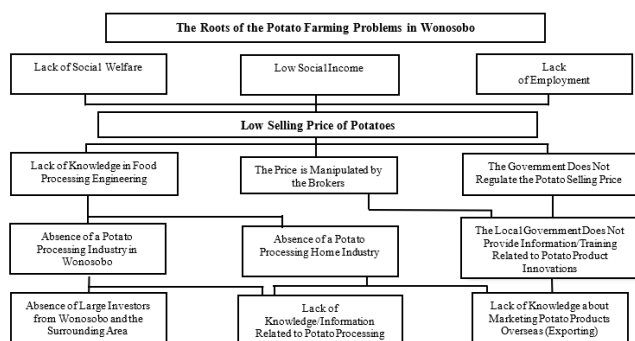 The Roots of the Potato Farming Problems in Wonosobo
Lack of Social Welfare
Low Social Income
Lack
of Employment
Low Selling Price of Potatoes
Lack of Knowledge in Food
Processing Engineering
The Price is Manipulated by
the Brokers
The Government Does Not
Regulate the Potato Selling Price
Absence of a Potato
Processing Industry in
Wonosobo
Absence of a Potato
Processing Home Industry
The Local Government Does Not
Provide Information/Training
Related to Potato Product
Innovations
Absence of Large Investors
from Wonosobo and the
Surrounding Area
Lack of
Knowledge/Information
Related to Potato Processing
Lack of Knowledge about
Marketing Potato Products
Overseas (Exporting)